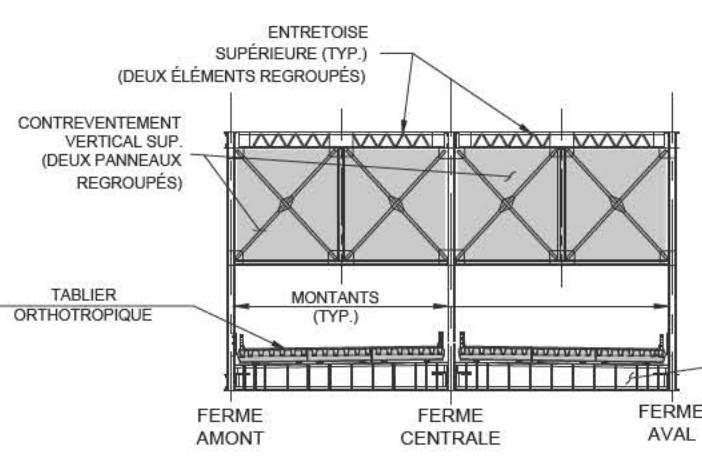 ENTRETOISE
SUPÉRIEURE (TYP.)
(DEUX ÉLÉMENTS REGROUPÉS)
CONTREVENTEMENT
VERTICAL SUP.
(DEUX PANNEAUX
REGROUPÉS)
TABLIER
ORTHOTROPIQUE
MONTANTS
(TYP.)
FERME
AMONT
FERME
CENTRALE
FERME
AVAL